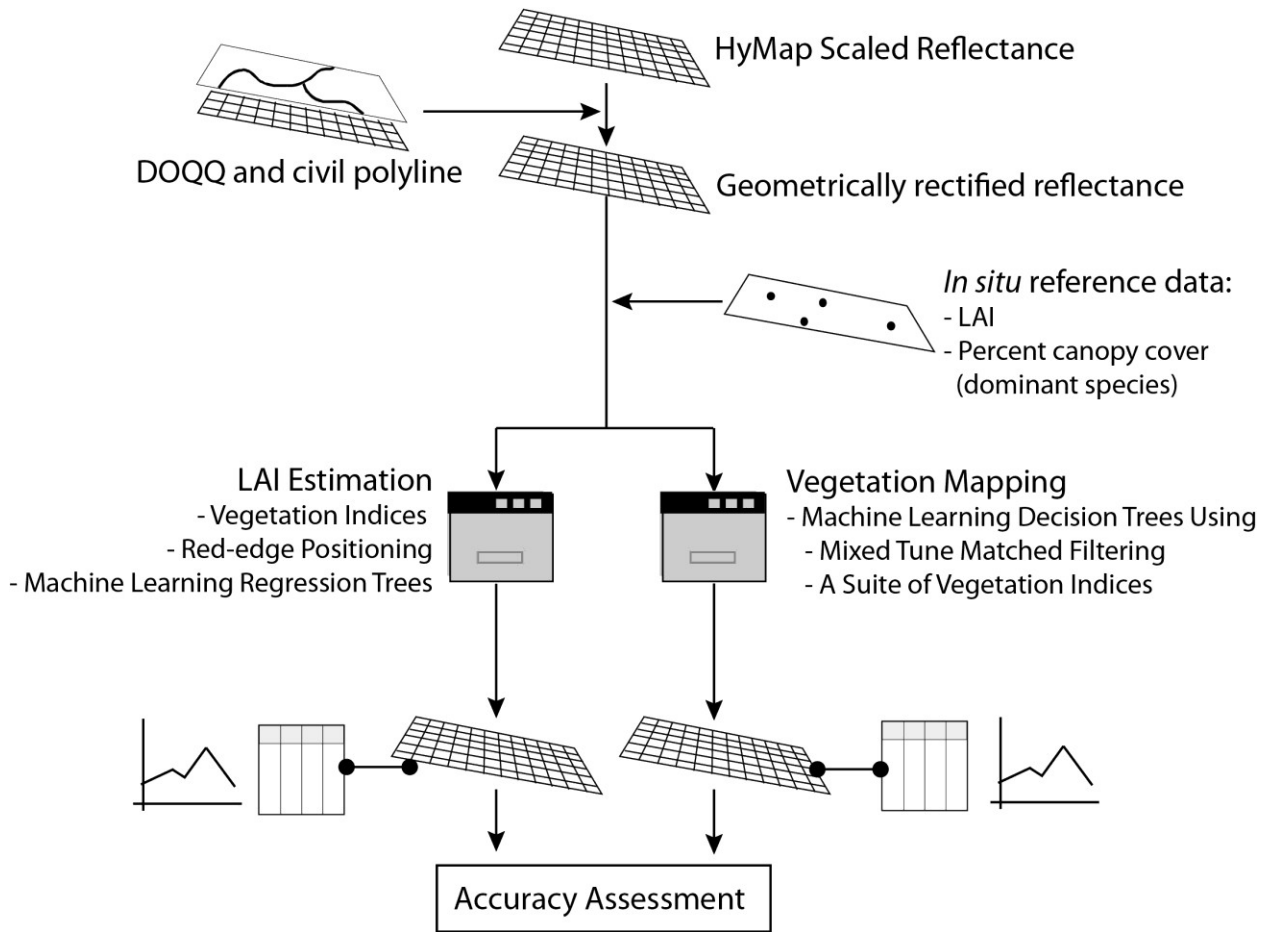 HyMap Scaled Reflectance
DOQQ and civil polyline
Geometrically rectified reflectance
In situ reference data:
- LAI
- Percent canopy cover
(dominant species)
LAI Estimation
- Vegetation Indices
- Red-edge Positioning
- Machine Learning Regression Trees
Vegetation Mapping
- Machine Learning Decision Trees Using
- Mixed Tune Matched Filtering
- A Suite of Vegetation Indices
Accuracy Assessment